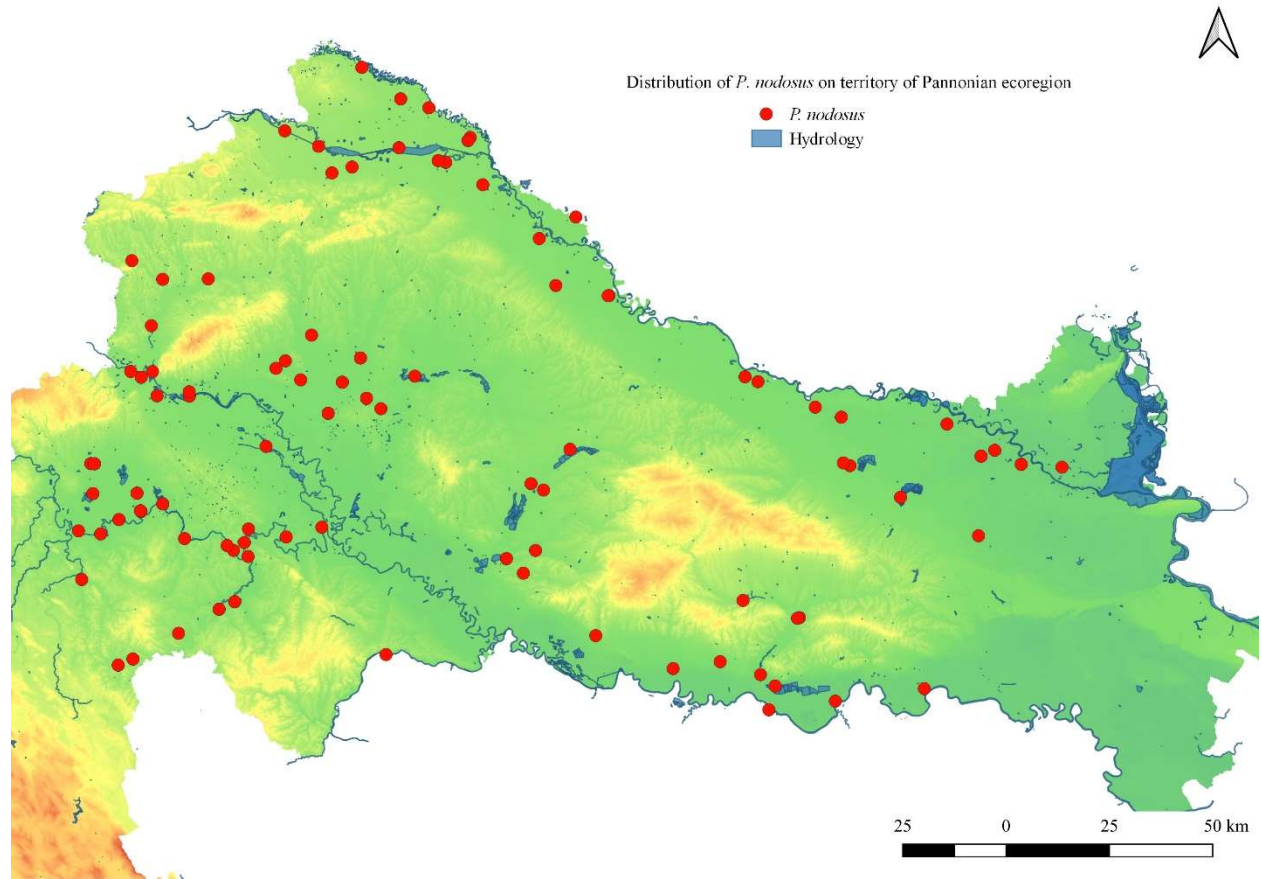 Distribution of P. nodosus on territory of Pannonian ecoregion
P. nodosus
Hydrology
25 0 25 50 km